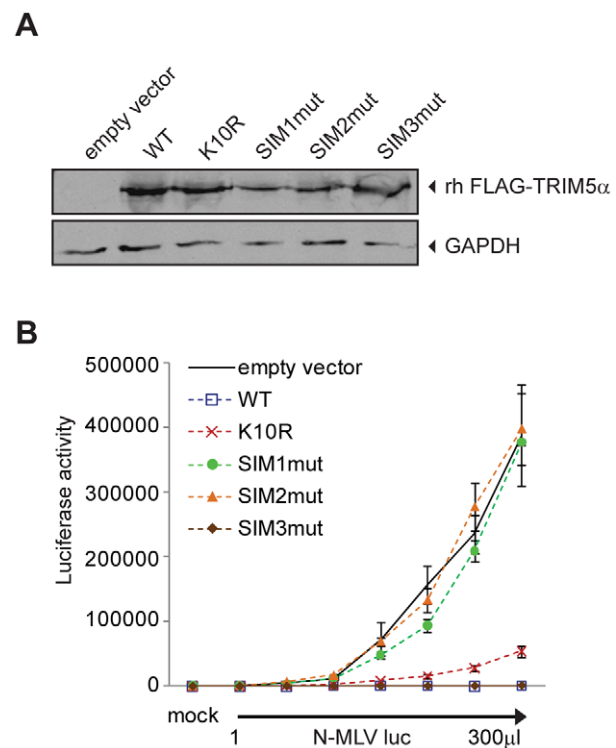 A
empty vector
WT
K10R
SIM1mut
SIM2mut
SIM3mut
rh FLAG-TRIM5α
GAPDH
B
500000
400000
300000
200000
100000
0
Luciferase activity
empty vector
WT
K10R
SIM1mut
SIM2mut
SIM3mut
mock
1 N-MLV luc 300µl